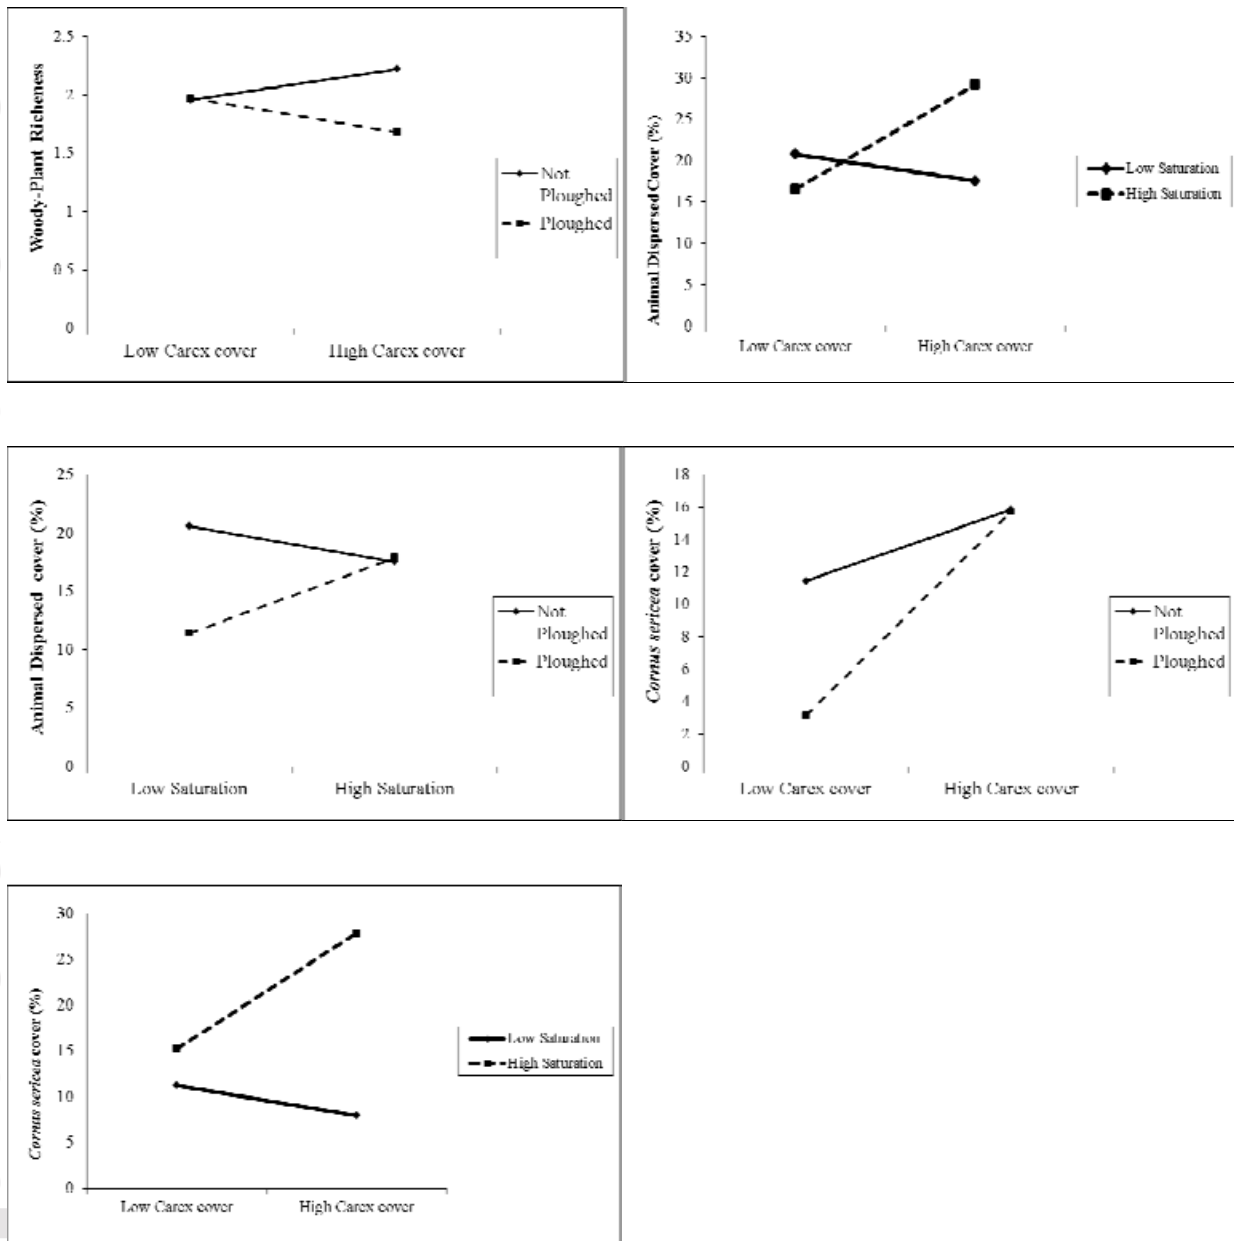 Woody-Plant Richeness
2.5
2
1.5
1
0.5
0
Low Carex cover
High Carex cover
Not
Ploughed
Ploughed
Animal Dispersed Cover (%)
35
30
25
20
15
10
5
0
Low Carex cover
High Carex cover
Low Saturation
High Saturation
Animal Dispersed cover (%)
25
20
15
10
5
0
Low Saturation
High Saturation
Not
Ploughed
Ploughed
Cornus sericea cover (%)
18
16
14
12
10
8
6
4
2
0
Low Carex cover
High Carex cover
Not
Ploughed
Ploughed
Cornus sericea cover (%)
30
25
20
15
10
5
0
Low Carex cover
High Carex cover
Low Saturation
High Saturation